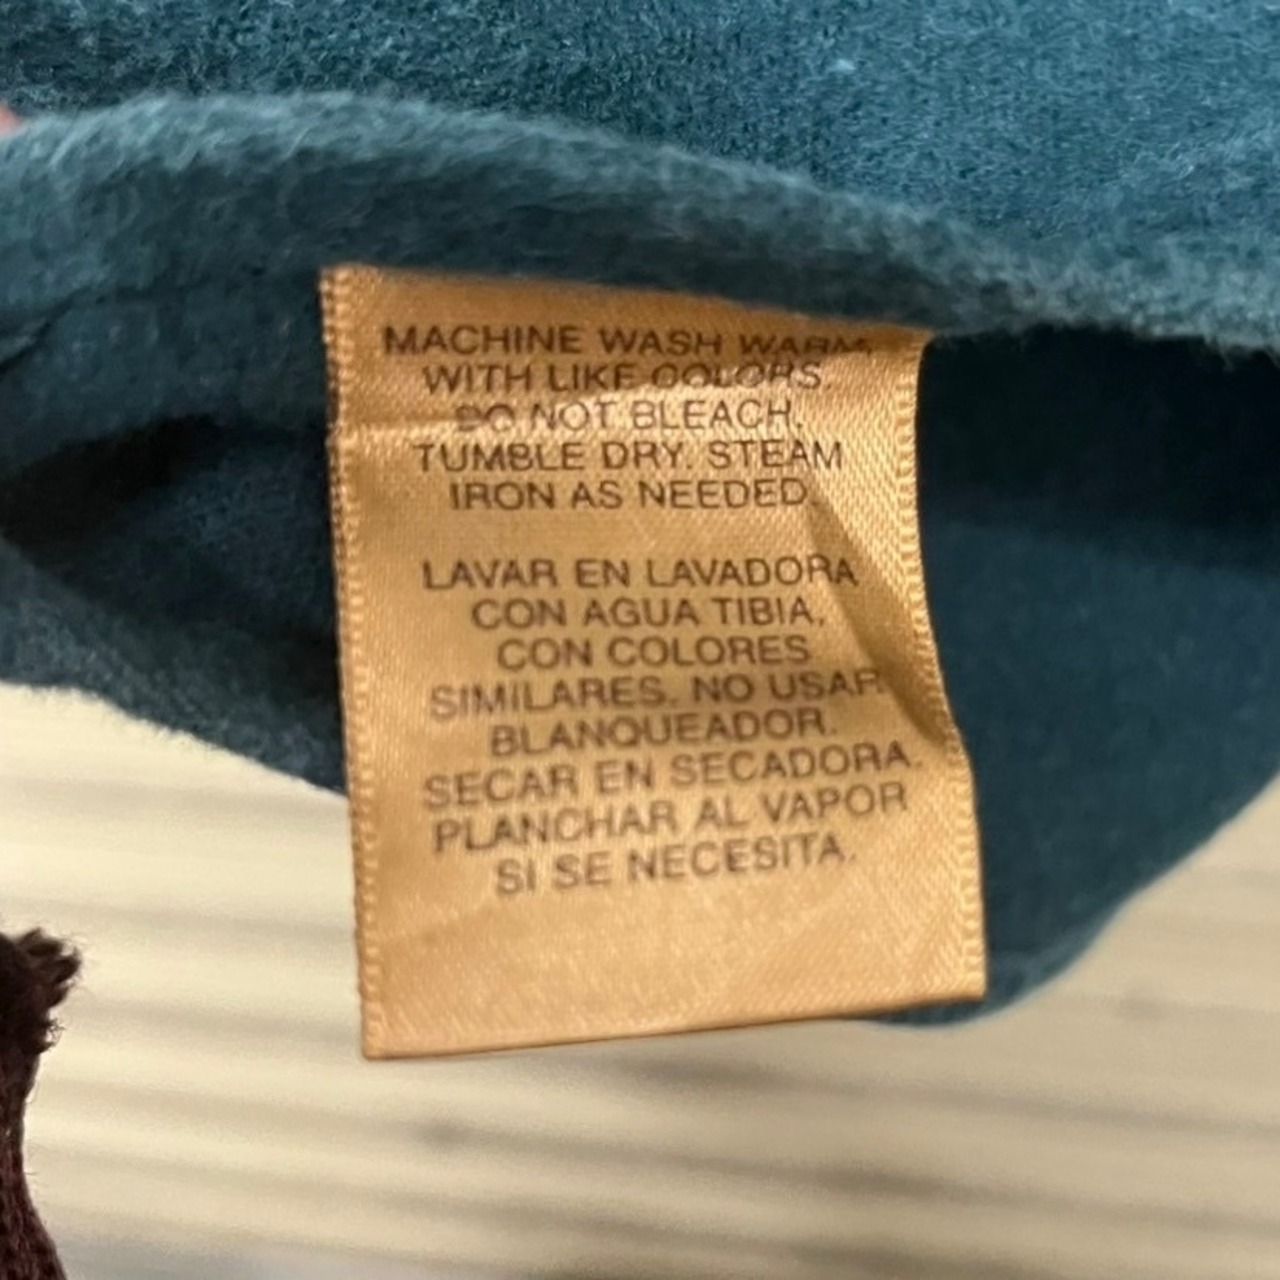 MACHINE WASH WARM,
WITH LIKE COLORS.
DO NOT BLEACH.
TUMBLE DRY. STEAM
IRON AS NEEDED.
LAVAR EN LAVADORA
CON AGUA TIBIA,
CON COLORES
SIMILARES. NO USAR
BLANQUEADOR.
SECAR EN SECADORA.
PLANCHAR AL VAPOR
SI SE NECESITA.